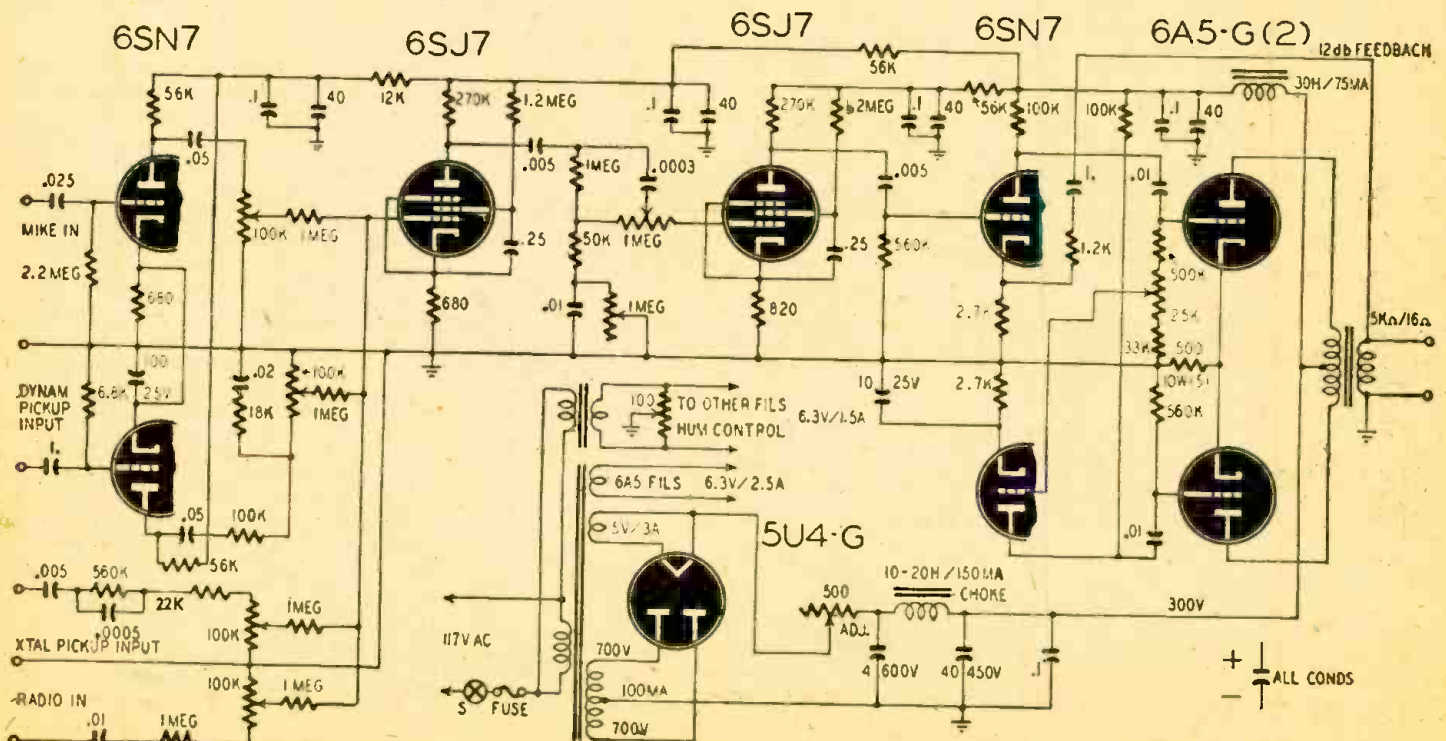 6SN7
6SJ7
6SJ7
6SN7
6A5-G(2)
12db FEEDBACK
56K
.1
40
12K
270K
1.2MEG
56K
.1
40
270K
.2MEG
.1
40
56K
100K
100K
.1
40
30H/75MA
.05
.005
1MEG
.0003
.005
1.
.01
.025
MIKE IN
100K
1MEG
.25
50K
1MEG
.25
560K
1.2K
500K
2.2MEG
680
680
.01
1MEG
820
2.7K
25K
33K
500
10W(5)
5KΩ/16Ω
100
25V
.02
100K
DYNAM
PICKUP
INPUT
6.8K
18K
1MEG
100
TO OTHER FILS
HUM CONTROL
6.3V/1.5A
10
25V
2.7K
560K
1.
6A5 FILS
6.3V/2.5A
.05
100K
5V/3A
5U4-G
.01
56K
.005
560K
22K
.0005
1MEG
100K
117V AC
500
ADJ.
10-20H/150MA
CHOKE
300V
XTAL PICKUP INPUT
700V
4
600V
40
450V
.1
+
-
ALL CONDS
100K
1MEG
100MA
RADIO IN
S
FUSE
700V
.01
1MEG